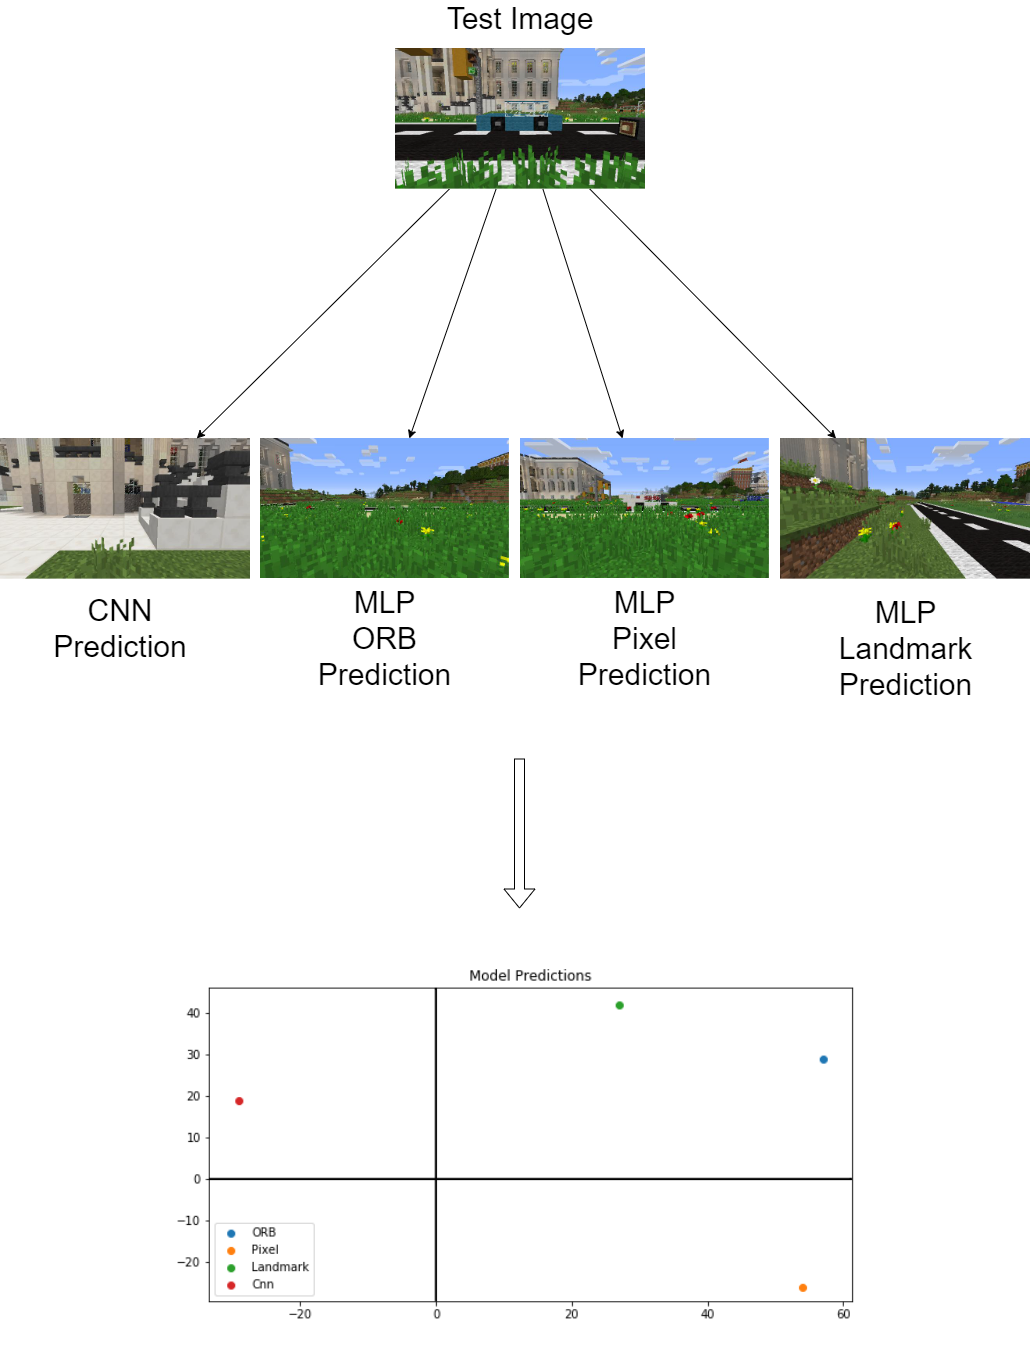 Test Image
CNN
Prediction
MLP
ORB
Prediction
MLP
Pixel
Prediction
MLP
Landmark
Prediction
Model Predictions
40
30
20
10
0
−10
−20
ORB
Pixel
Landmark
Cnn
−20
0
20
40
60